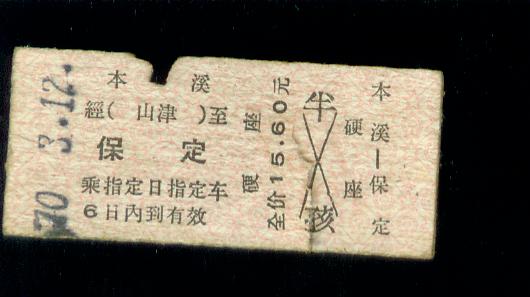 70 3.12.
本 溪
經( 山津 )至
保 定
乘指定日指定车
6日内到有效
硬 座
全价15.60元
半 孩
硬 座
本溪—保定